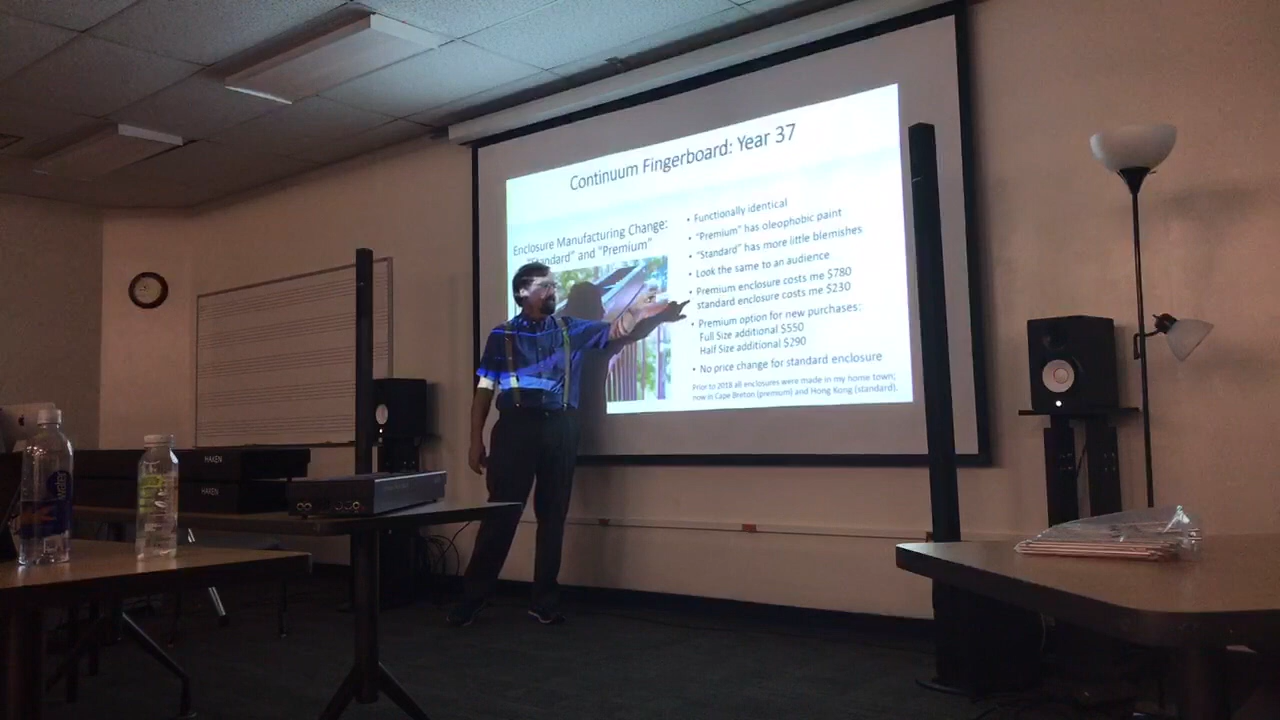 Continuum Fingerboard: Year 37
Enclosure Manufacturing Change:
"Standard" and "Premium"
• Functionally identical
• "Premium" has oleophobic paint
• "Standard" has more little blemishes
• Look the same to an audience
• Premium enclosure costs me $780
standard enclosure costs me $230
• Premium option for new purchases:
Full Size additional $550
Half Size additional $290
• No price change for standard enclosure
Prior to 2018 all enclosures were made in my home town;
now in Cape Breton (premium) and Hong Kong (standard).
HAKEN
HAKEN
water